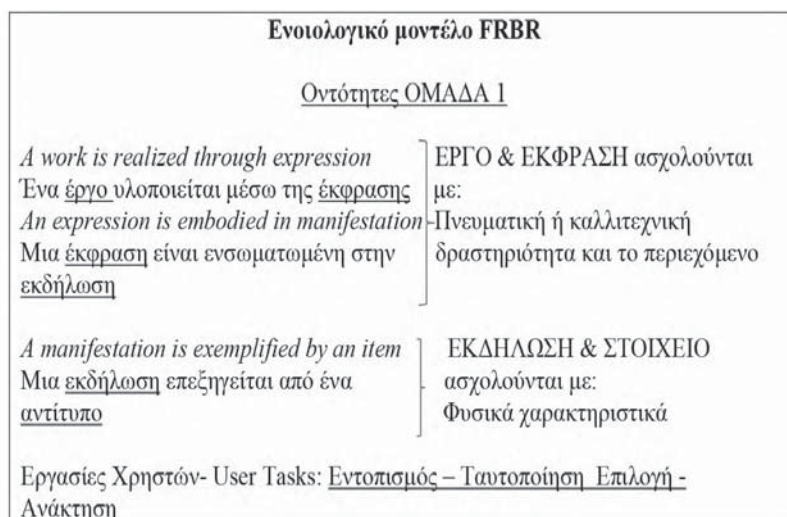 Ενοιολογικό μοντέλο FRBR
Οντότητες ΟΜΑΔΑ 1
A work is realized through expression
Ένα έργο υλοποιείται μέσω της έκφρασης
An expression is embodied in manifestation
Μια έκφραση είναι ενσωματωμένη στην
εκδήλωση
ΕΡΓΟ & ΕΚΦΡΑΣΗ ασχολούνται
με:
Πνευματική ή καλλιτεχνική
δραστηριότητα και το περιεχόμενο
A manifestation is exemplified by an item
Μια εκδήλωση επεξηγείται από ένα
αντίτυπο
ΕΚΔΗΛΩΣΗ & ΣΤΟΙΧΕΙΟ
ασχολούνται με:
Φυσικά χαρακτηριστικά
Εργασίες Χρηστών- User Tasks: Εντοπισμός – Ταυτοποίηση Επιλογή -
Ανάκτηση